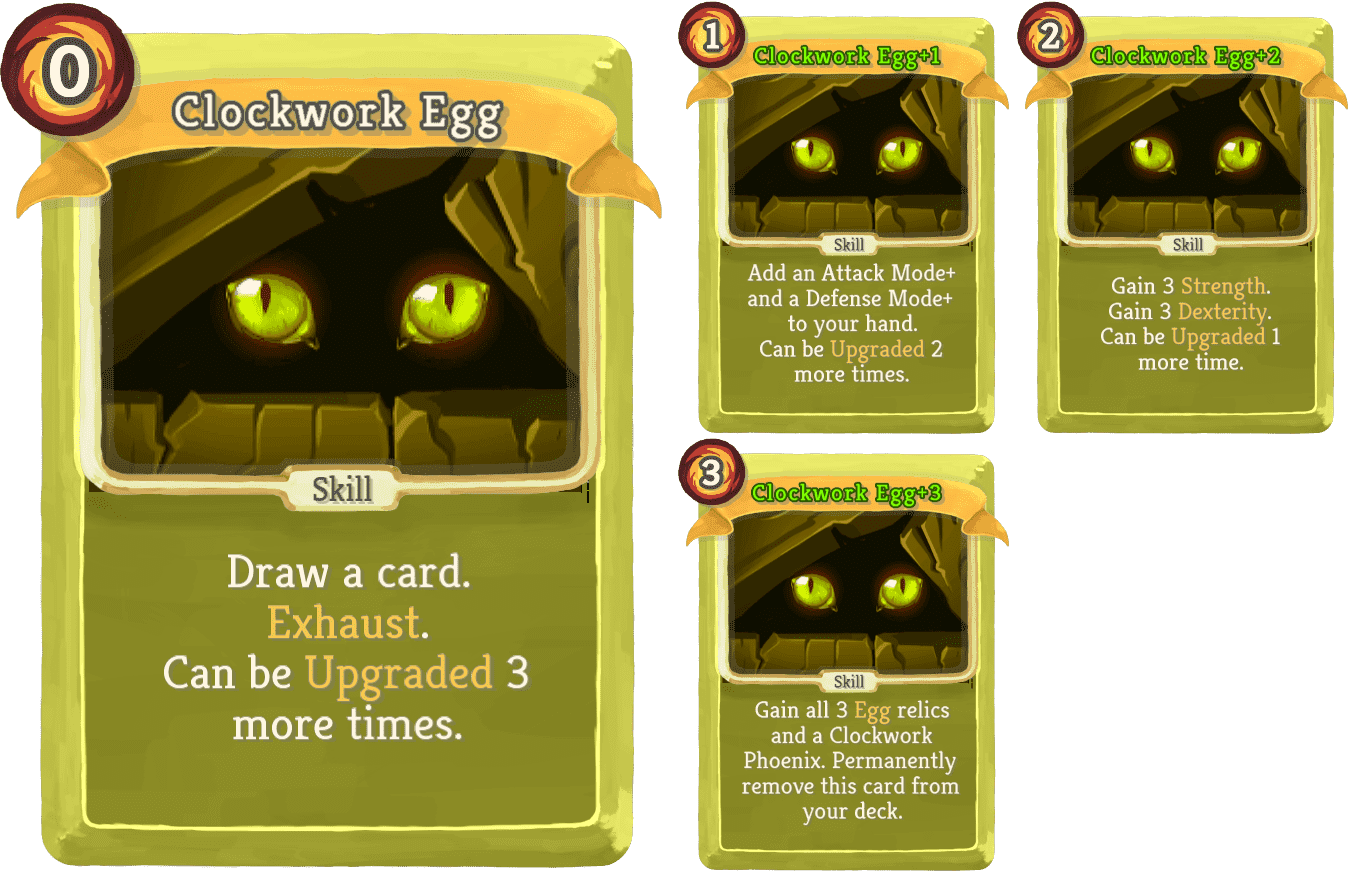 0
Clockwork Egg
Skill
Draw a card.
Exhaust.
Can be Upgraded 3
more times.
1
Clockwork Egg+1
Skill
Add an Attack Mode+
and a Defense Mode+
to your hand.
Can be Upgraded 2
more times.
2
Clockwork Egg+2
Skill
Gain 3 Strength.
Gain 3 Dexterity.
Can be Upgraded 1
more time.
3
Clockwork Egg+3
Skill
Gain all 3 Egg relics
and a Clockwork
Phoenix. Permanently
remove this card from
your deck.